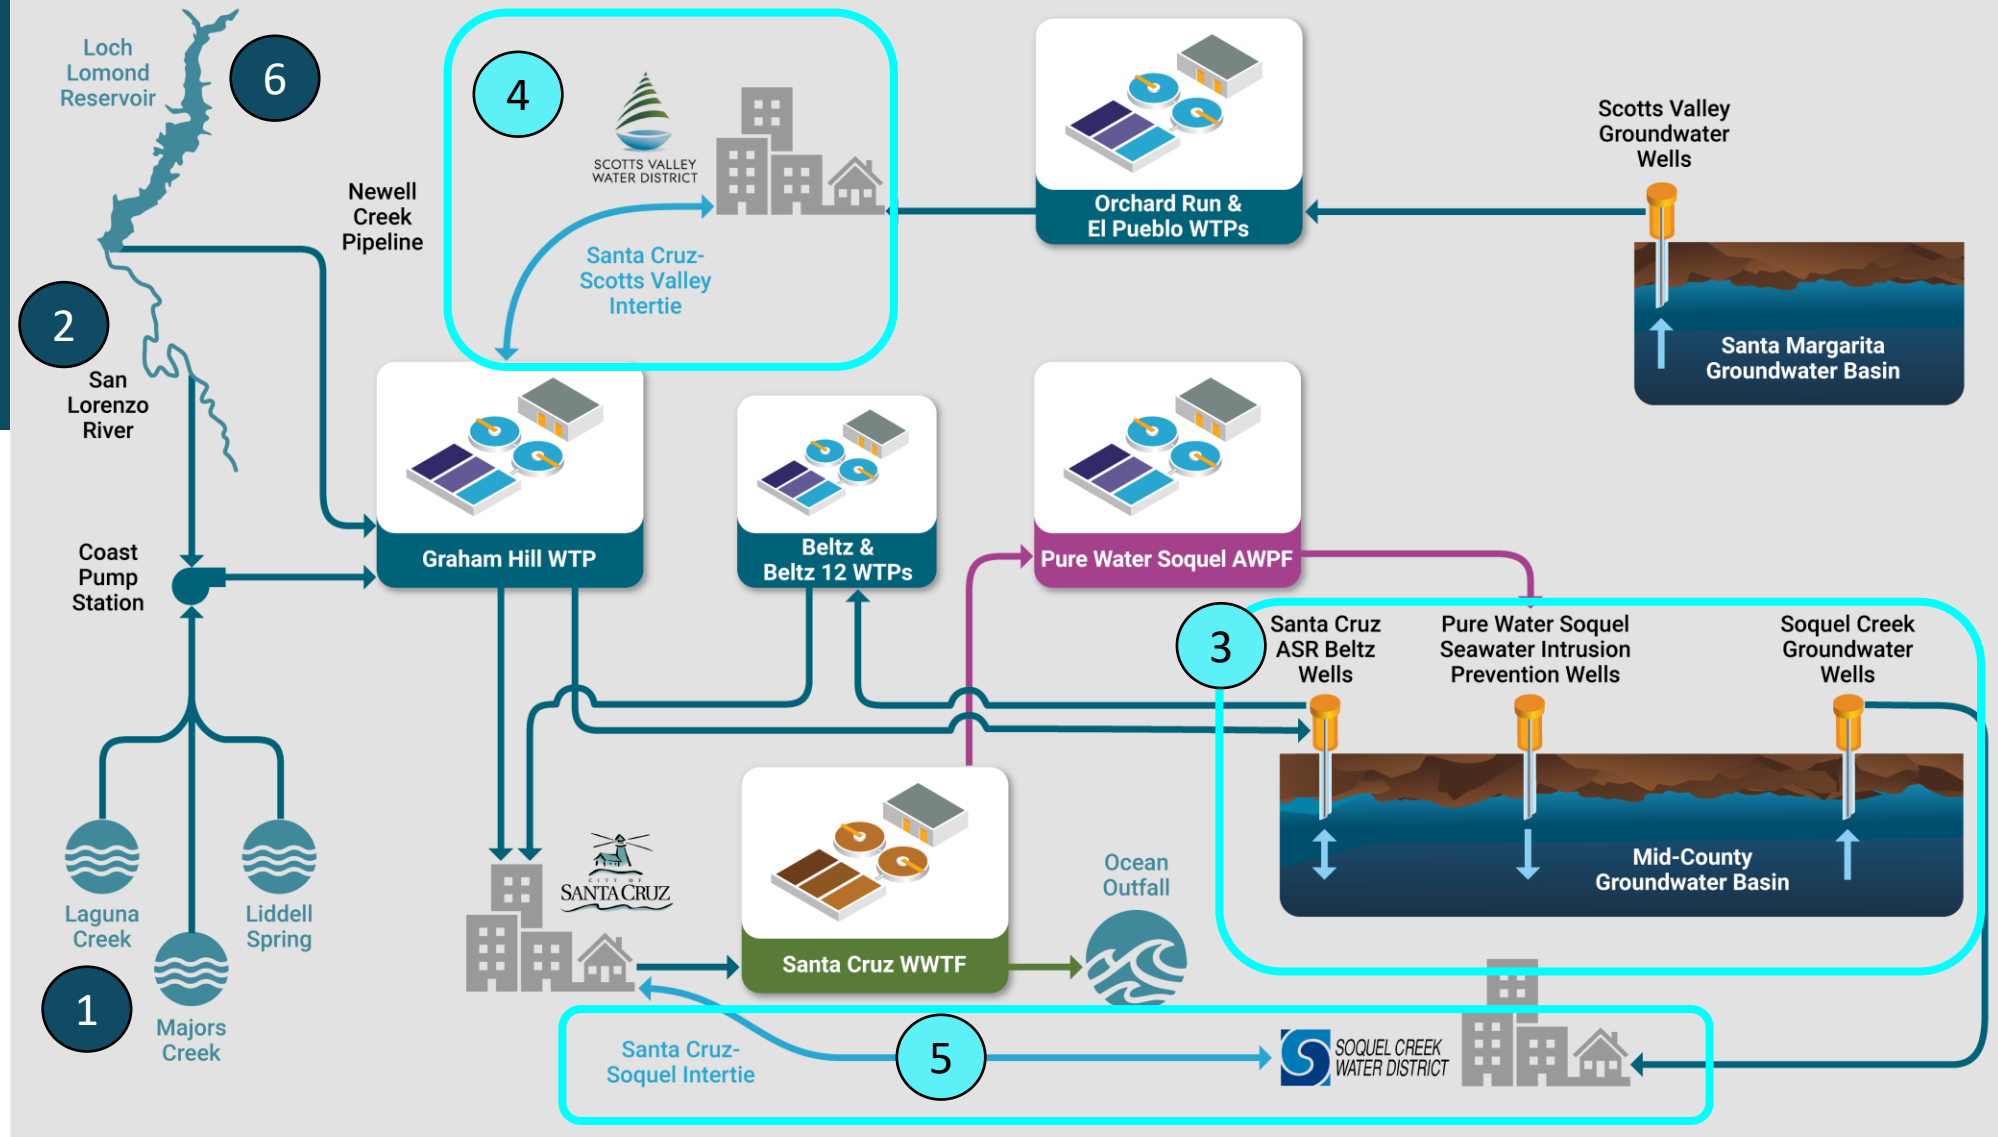 Loch
Lomond
Reservoir
6
4
SCOTTS VALLEY
WATER DISTRICT
Scotts Valley
Groundwater
Wells
Newell
Creek
Pipeline
Orchard Run &
El Pueblo WTPs
Santa Cruz-
Scotts Valley
Intertie
2
San
Lorenzo
River
Santa Margarita
Groundwater Basin
Coast
Pump
Station
Graham Hill WTP
Beltz &
Beltz 12 WTPs
Pure Water Soquel AWPF
3
Santa Cruz
ASR Beltz
Wells
Pure Water Soquel
Seawater Intrusion
Prevention Wells
Soquel Creek
Groundwater
Wells
Mid-County
Groundwater Basin
Laguna
Creek
Liddell
Spring
CITY OF
SANTA CRUZ
Ocean
Outfall
Santa Cruz WWTF
1
Majors
Creek
Santa Cruz-
Soquel Intertie
5
SOQUEL CREEK
WATER DISTRICT